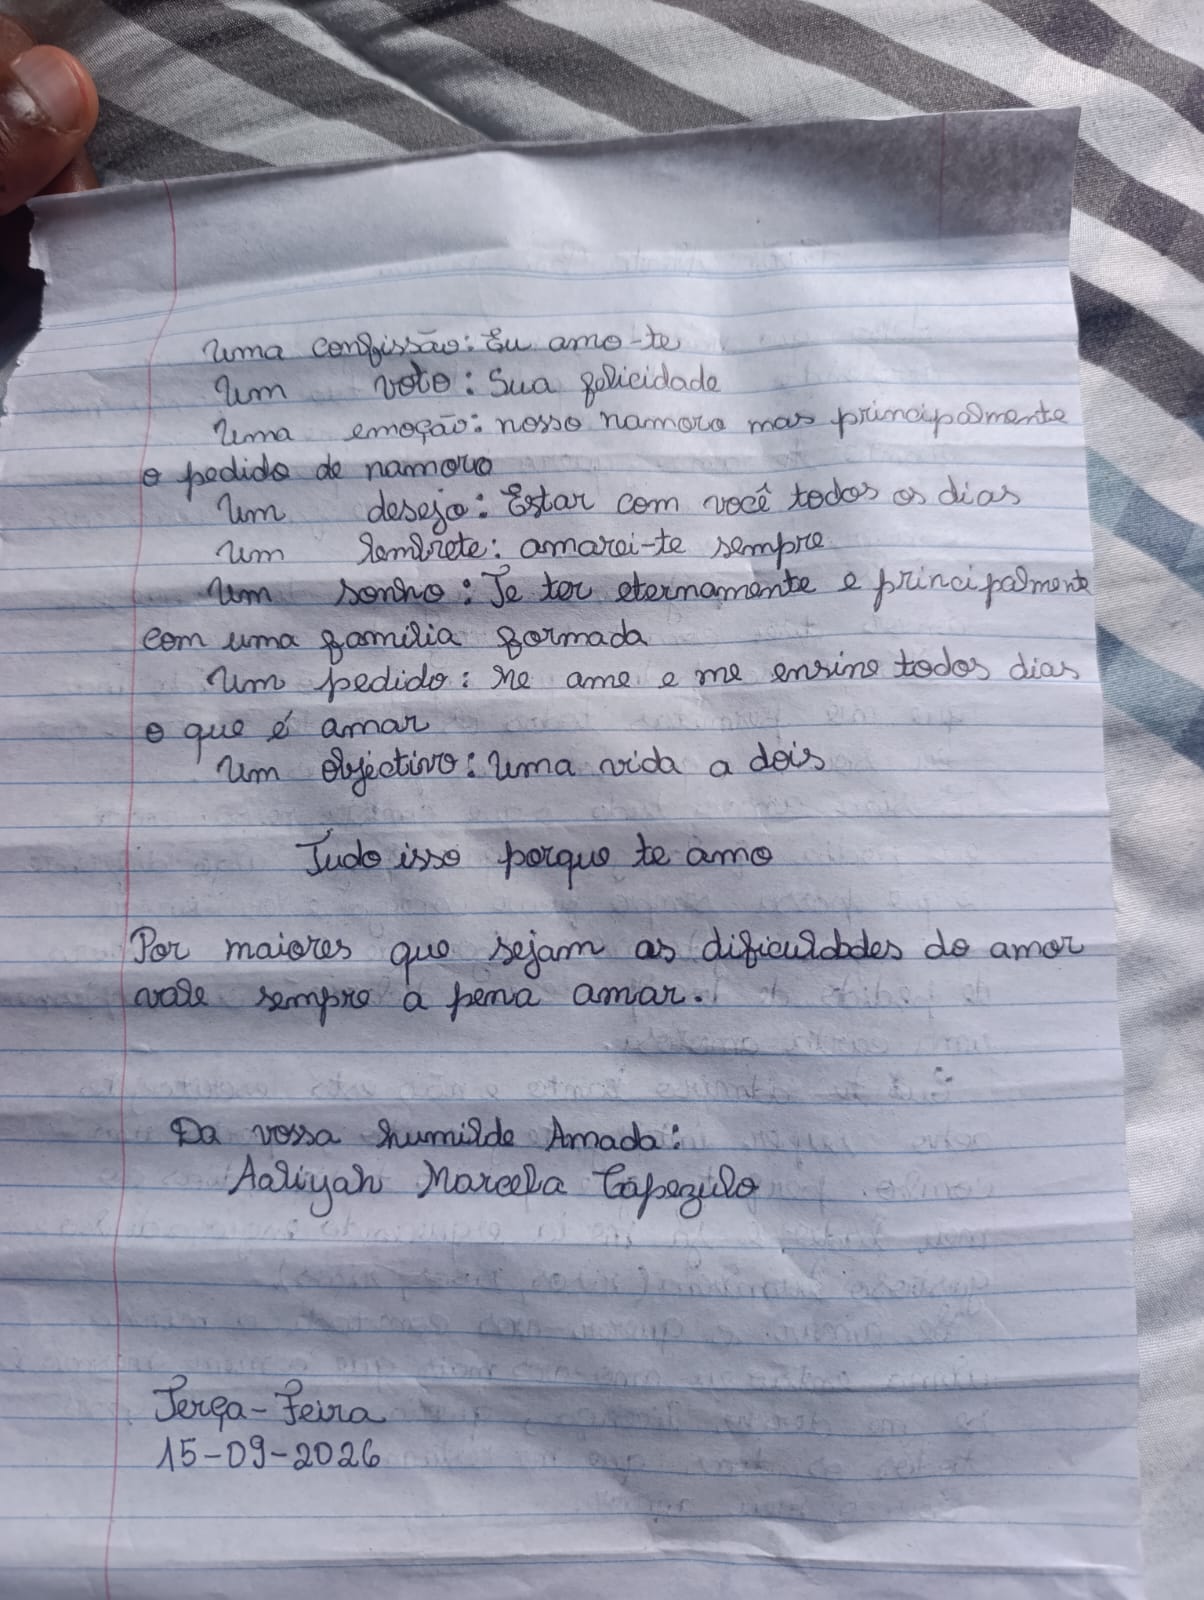 Uma confissão: Eu amo-te
Um voto: Sua felicidade
Uma emoção: nosso namoro mas principalmente
o pedido de namoro
Um desejo: Estar com você todos os dias
Um lembrete: amarei-te sempre
Um sonho: Te ter eternamente e principalmente
com uma família formada
Um pedido: Me ame e me ensine todos dias
o que é amar
Um objectivo: Uma vida a dois
Tudo isso porque te amo
Por maiores que sejam as dificuldades do amor
vale sempre a pena amar.
Da vossa humilde Amada:
Aaliyah Marcela Capezulo
Terça-Feira
15-09-2026